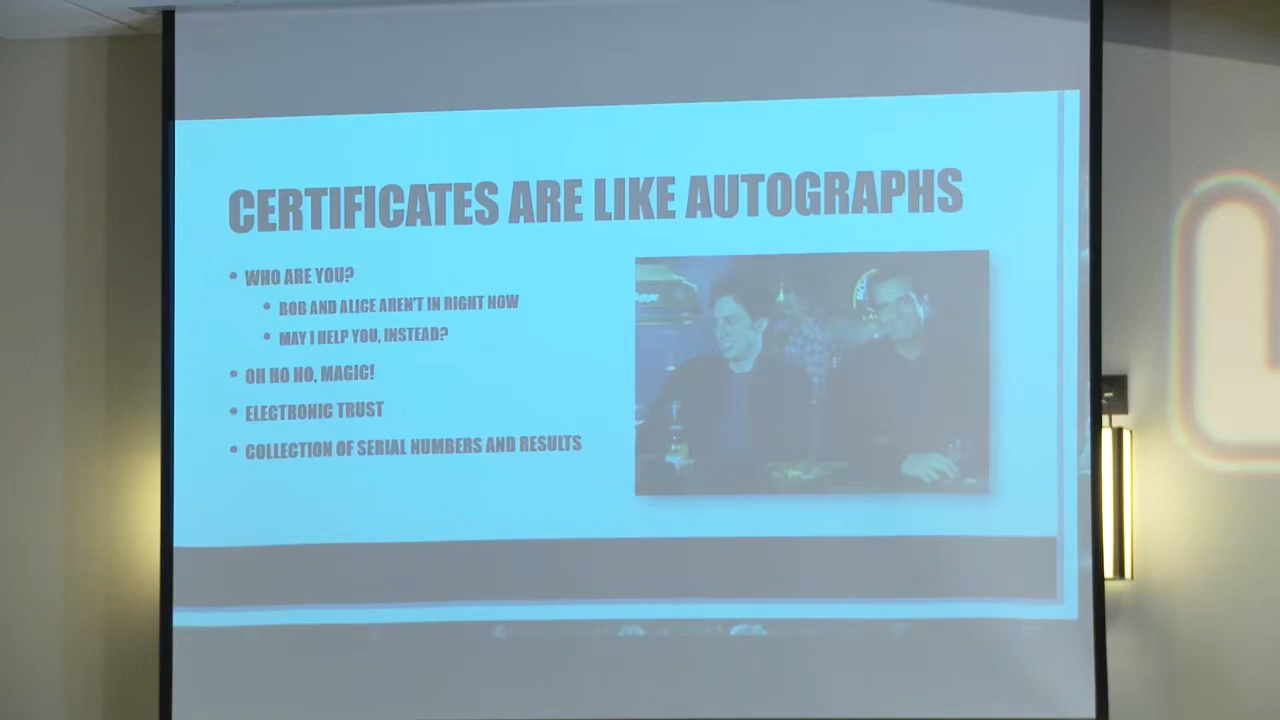 CERTIFICATES ARE LIKE AUTOGRAPHS
• WHO ARE YOU?
• BOB AND ALICE AREN'T IN RIGHT NOW
• MAY I HELP YOU, INSTEAD?
• OH HO HO, MAGIC!
• ELECTRONIC TRUST
• COLLECTION OF SERIAL NUMBERS AND RESULTS